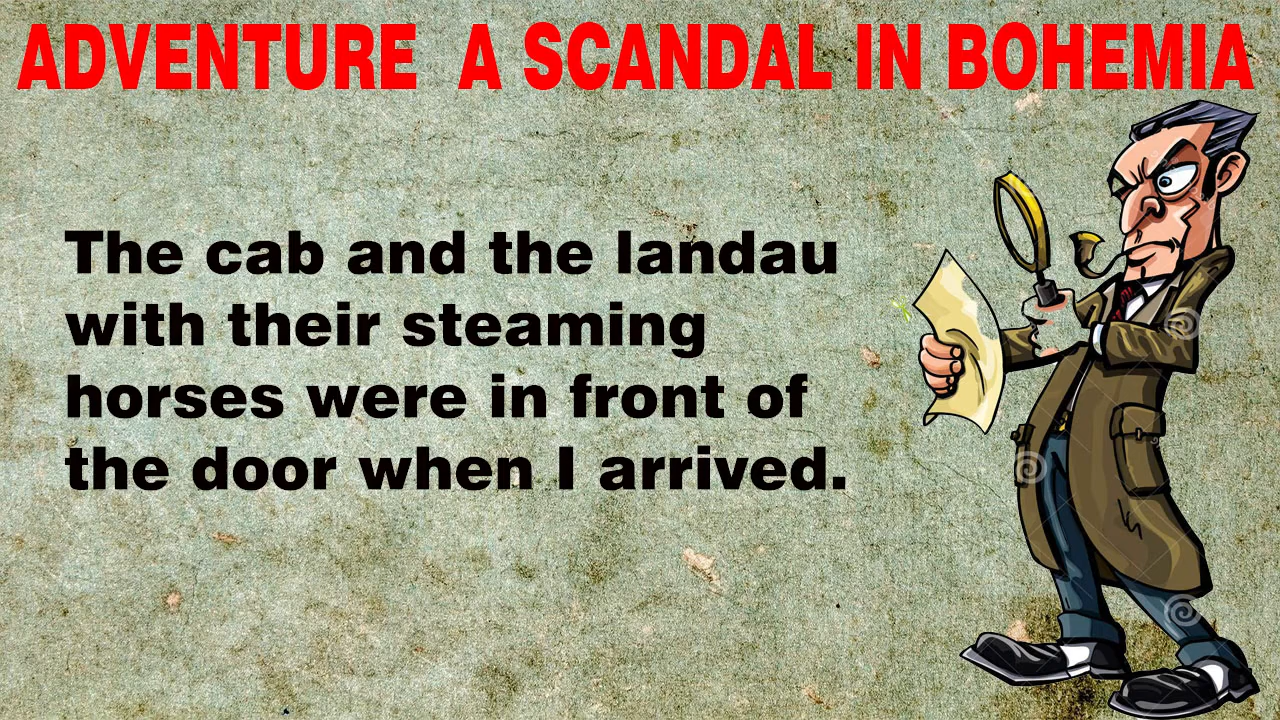 ADVENTURE A SCANDAL IN BOHEMIA
The cab and the landau
with their steaming
horses were in front of
the door when I arrived.